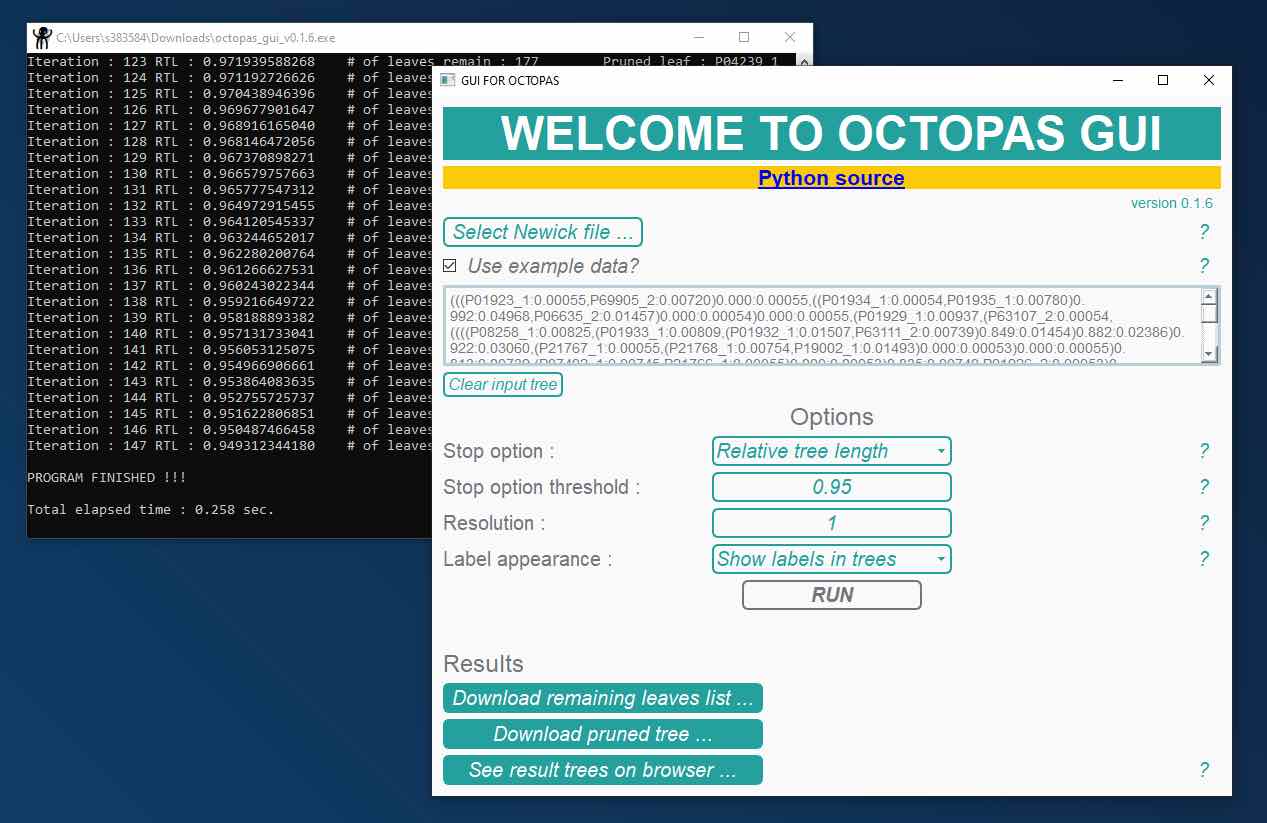 C:\Users\s383584\Downloads\octopas_gui_v0.1.6.exe
Iteration : 123 RTL : 0.971939588268 # of leaves remain : 177 Pruned leaf : P04239_1
Iteration : 124 RTL : 0.971192726626 # of leaves
Iteration : 125 RTL : 0.970438946396 # of leaves
Iteration : 126 RTL : 0.969677901647 # of leaves
Iteration : 127 RTL : 0.968916165040 # of leaves
Iteration : 128 RTL : 0.968146472056 # of leaves
Iteration : 129 RTL : 0.967370898271 # of leaves
Iteration : 130 RTL : 0.966579757663 # of leaves
Iteration : 131 RTL : 0.965777547312 # of leaves
Iteration : 132 RTL : 0.964972915455 # of leaves
Iteration : 133 RTL : 0.964120545337 # of leaves
Iteration : 134 RTL : 0.963244652017 # of leaves
Iteration : 135 RTL : 0.962280200764 # of leaves
Iteration : 136 RTL : 0.961266627531 # of leaves
Iteration : 137 RTL : 0.960243022344 # of leaves
Iteration : 138 RTL : 0.959216649722 # of leaves
Iteration : 139 RTL : 0.958188893382 # of leaves
Iteration : 140 RTL : 0.957131733041 # of leaves
Iteration : 141 RTL : 0.956053125075 # of leaves
Iteration : 142 RTL : 0.954966906661 # of leaves
Iteration : 143 RTL : 0.953864083635 # of leaves
Iteration : 144 RTL : 0.952755725737 # of leaves
Iteration : 145 RTL : 0.951622806851 # of leaves
Iteration : 146 RTL : 0.950487466458 # of leaves
Iteration : 147 RTL : 0.949312344180 # of leaves
PROGRAM FINISHED !!!
Total elapsed time : 0.258 sec.
GUI FOR OCTOPAS
WELCOME TO OCTOPAS GUI
Python source
version 0.1.6
Select Newick file ... ?
Use example data? ?
(((P01923_1:0.00055,P69905_2:0.00720)0.000:0.00055,((P01934_1:0.00054,P01935_1:0.00780)0.
992:0.04968,P06635_2:0.01457)0.000:0.00054)0.000:0.00055,(P01929_1:0.00937,(P63107_2:0.00054,
((((P08258_1:0.00825,(P01933_1:0.00809,(P01932_1:0.01507,P63111_2:0.00739)0.849:0.01454)0.882:0.02386)0.
922:0.03060,(P21767_1:0.00055,(P21768_1:0.00754,P19002_1:0.01493)0.000:0.00053)0.000:0.00055)0.
Clear input tree
Options
Stop option : Relative tree length ?
Stop option threshold : 0.95 ?
Resolution : 1 ?
Label appearance : Show labels in trees ?
RUN
Results
Download remaining leaves list ...
Download pruned tree ...
See result trees on browser ... ?